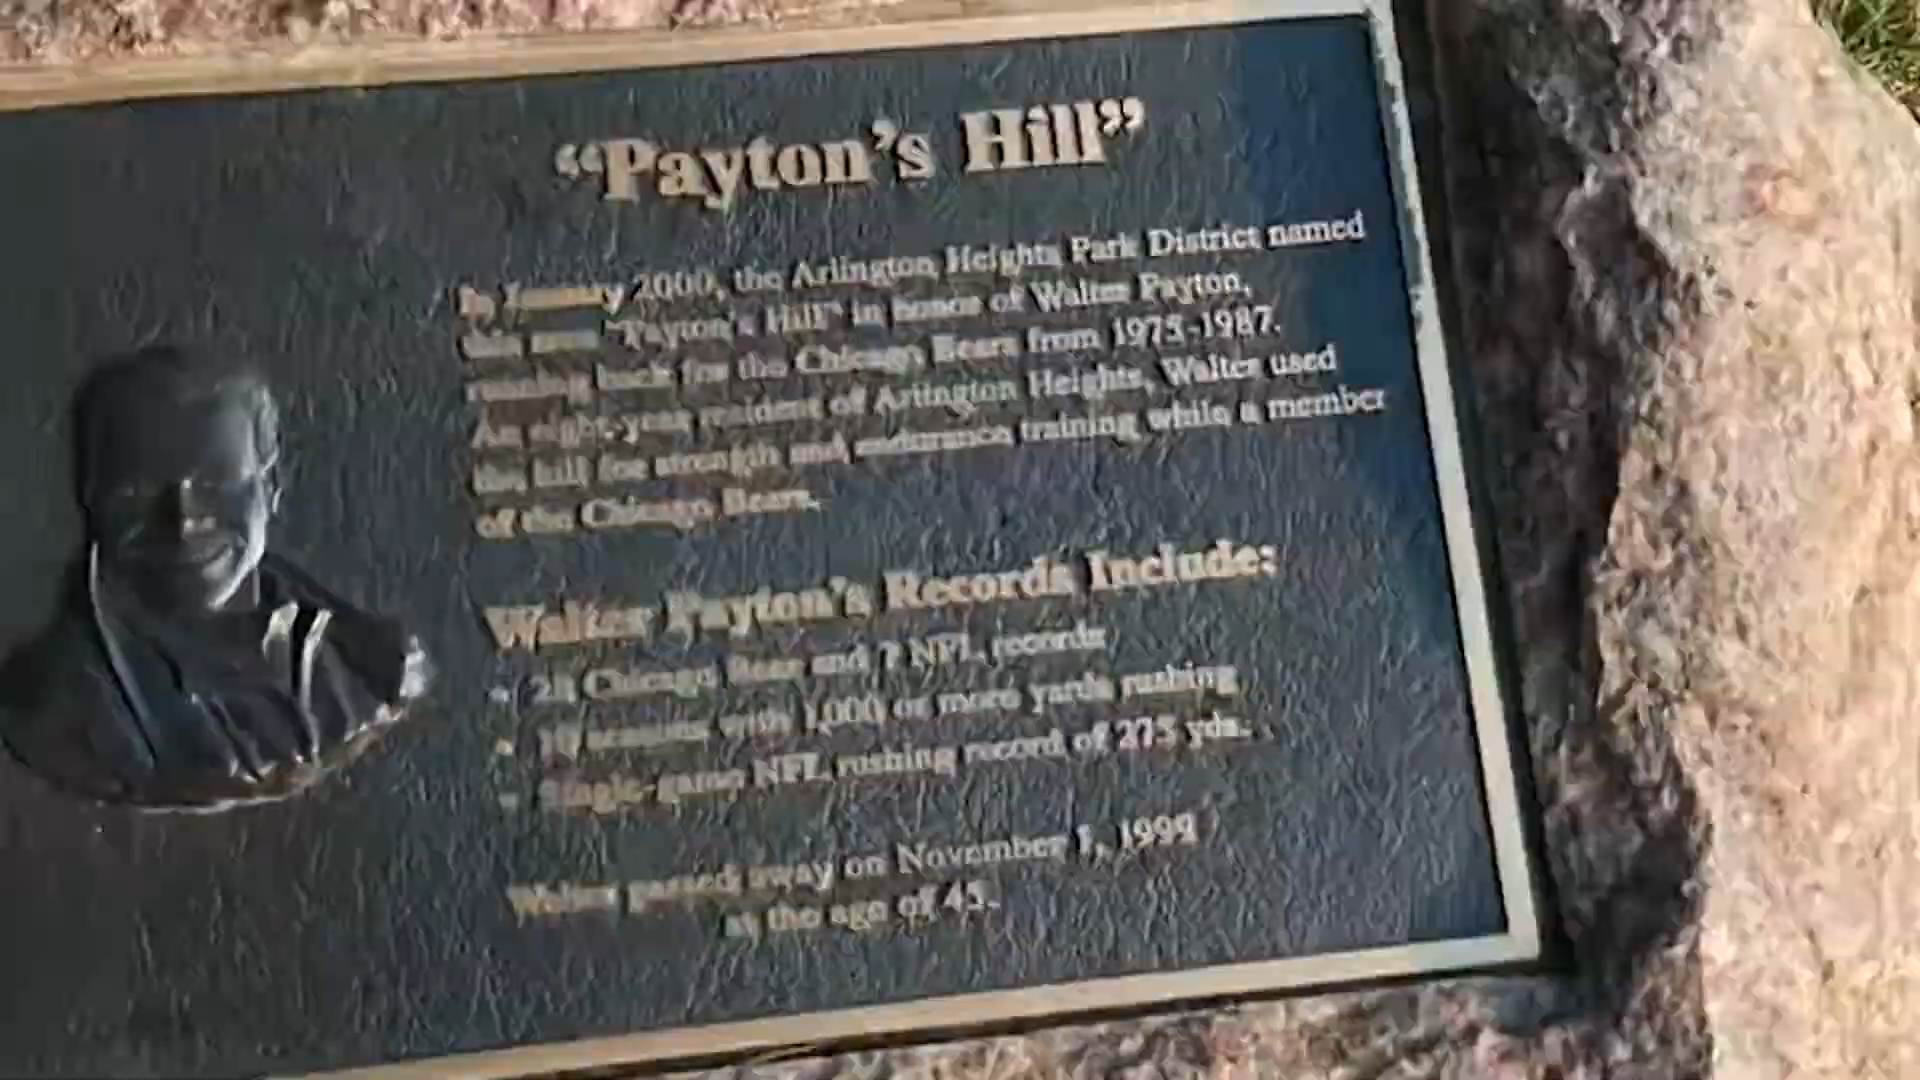 “Payton’s Hill”
In January 2000, the Arlington Heights Park District named
this area “Payton’s Hill” in honor of Walter Payton,
running back for the Chicago Bears from 1975-1987.
An eight-year resident of Arlington Heights, Walter used
the hill for strength and endurance training while a member
of the Chicago Bears.
Walter Payton’s Records Include:
Chicago Bear and NFL records
10 seasons with 1,000 or more yards rushing
Single-game NFL rushing record of 275 yds.
Walter passed away on November 1, 1999
at the age of 45.